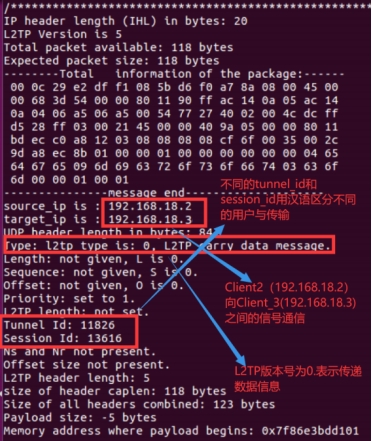 /*******************************************
IP header length (IHL) in bytes: 20
L2TP Version is 5
Total packet available: 118 bytes
Expected packet size: 118 bytes
--------Total   information of the package:------
00 0c 29 e2 df f1 08 5b d6 f0 a7 8a 08 00 45 00
00 68 3d 54 00 00 80 11 90 ff ac 14 0a 05 ac 14
0a 04 06 a5 06 a5 00 54 77 27 40 02 00 4c dc ff
d5 28 ff 03 00 21 45 00 00 40 9a 05 00 00 80 11
bd ec c0 a8 12 03 08 08 08 08 cf 6f 00 35 00 2c
9d a8 ec 8b 01 00 00 01 00 00 00 00 00 00 04 65
64 67 65 09 6d 69 63 72 6f 73 6f 66 74 03 63 6f
6d 00 00 01 00 01
--------------message end------------------
不同的tunnel_id和
session_id用汉语区分不同
的用户与传输
source_ip is : 192.168.18.2
target_ip is : 192.168.18.3
UDP header length in bytes: 84
Type: l2tp type is: 0, L2TP carry data message.
Length: not given, L is 0.
Sequence: not given, S is 0.
Offset: not given, O is 0.
Priority: set to 1.
L2TP length: not set.
Tunnel Id: 11826
Session Id: 13616
Ns and Nr not present.
Offset size not present.
L2TP header length: 5
size of header caplen: 118 bytes
Size of all headers combined: 123 bytes
Payload size: -5 bytes
Memory address where payload begins: 0x7f86e3bdd101
Client2（192.168.18.2)
向Client_3(192.168.18.3)
之间的信号通信
L2TP版本号为0.表示传递
数据信息